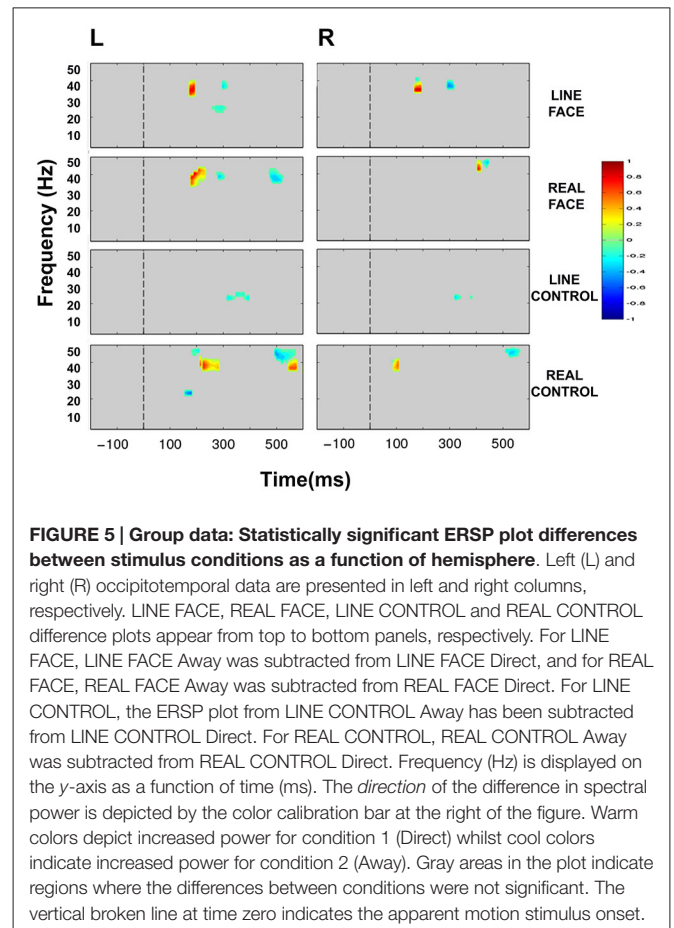 L R
50
40
30
20
10
LINE
FACE
50
40
30
20
10
REAL
FACE
1
0.8
0.6
0.4
0.2
0
-0.2
-0.4
-0.6
-0.8
-1
Frequency (Hz)
50
40
30
20
10
LINE
CONTROL
50
40
30
20
10
REAL
CONTROL
−100 100 300 500 −100 100 300 500
Time(ms)
FIGURE 5 | Group data: Statistically significant ERSP plot differences
between stimulus conditions as a function of hemisphere. Left (L) and
right (R) occipitotemporal data are presented in left and right columns,
respectively. LINE FACE, REAL FACE, LINE CONTROL and REAL CONTROL
difference plots appear from top to bottom panels, respectively. For LINE
FACE, LINE FACE Away was subtracted from LINE FACE Direct, and for REAL
FACE, REAL FACE Away was subtracted from REAL FACE Direct. For LINE
CONTROL, the ERSP plot from LINE CONTROL Away has been subtracted
from LINE CONTROL Direct. For REAL CONTROL, REAL CONTROL Away
was subtracted from REAL CONTROL Direct. Frequency (Hz) is displayed on
the y-axis as a function of time (ms). The direction of the difference in spectral
power is depicted by the color calibration bar at the right of the figure. Warm
colors depict increased power for condition 1 (Direct) whilst cool colors
indicate increased power for condition 2 (Away). Gray areas in the plot indicate
regions where the differences between conditions were not significant. The
vertical broken line at time zero indicates the apparent motion stimulus onset.